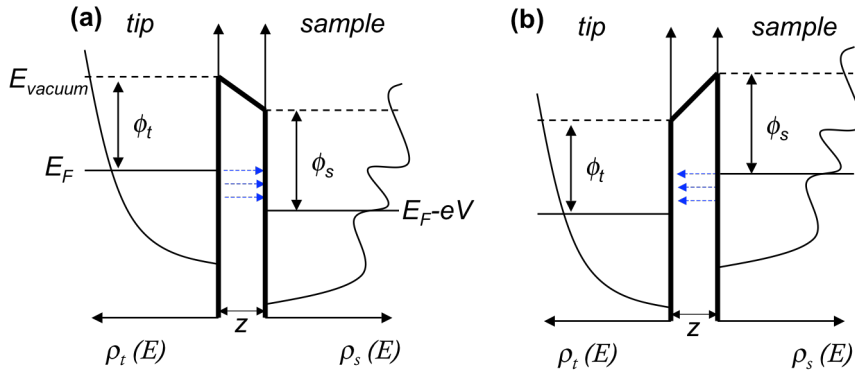 (a) tip sample
E_vacuum
ϕ_t
E_F
ϕ_s
E_F-eV
z
ρ_t (E) ρ_s (E)
(b) tip sample
ϕ_s
ϕ_t
z
ρ_t (E) ρ_s (E)